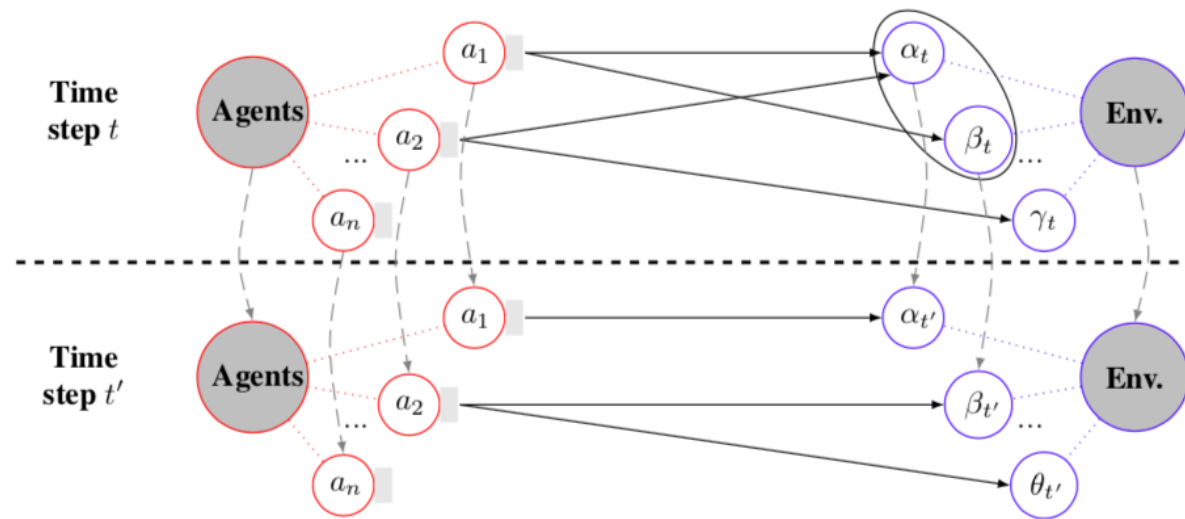 Time
step t
Agents
a₁
a₂
...
aₙ
αₜ
βₜ
...
γₜ
Env.
Time
step t′
Agents
a₁
a₂
...
aₙ
αₜ′
βₜ′
...
θₜ′
Env.